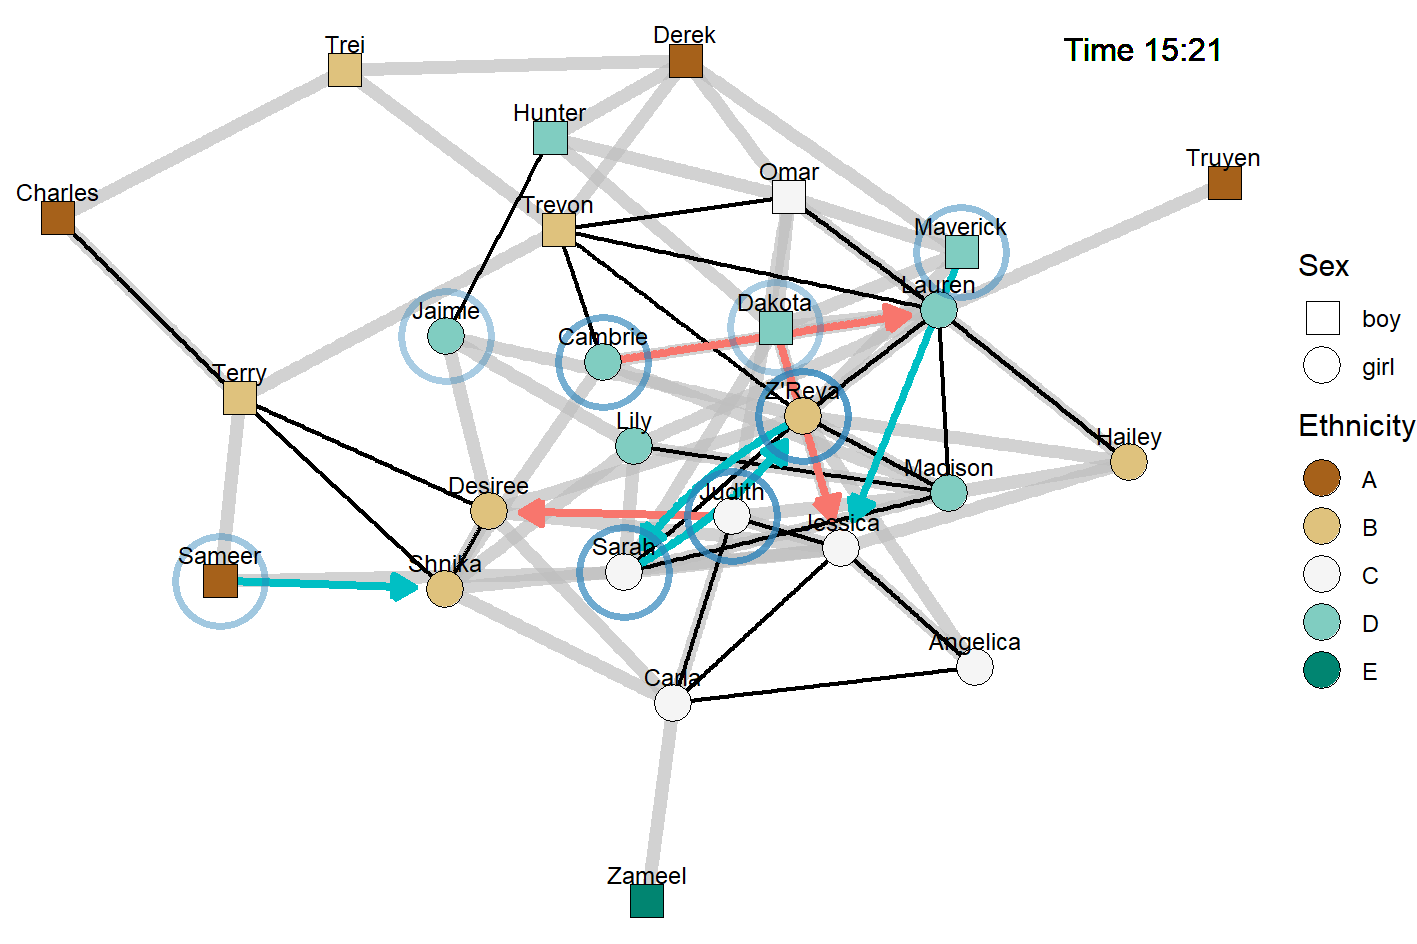 Trei
Derek
Time 15:21
Hunter
Truyen
Omar
Charles
Trevon
Maverick
Sex
Lauren
Dakota
boy
Jaimie
Cambrie
girl
Terry
Z'Reya
Ethnicity
Lily
Hailey
Madison
A
Desiree
Judith
Jessica
B
Sarah
Sameer
Shnika
C
D
Angelica
E
Carla
Zameel